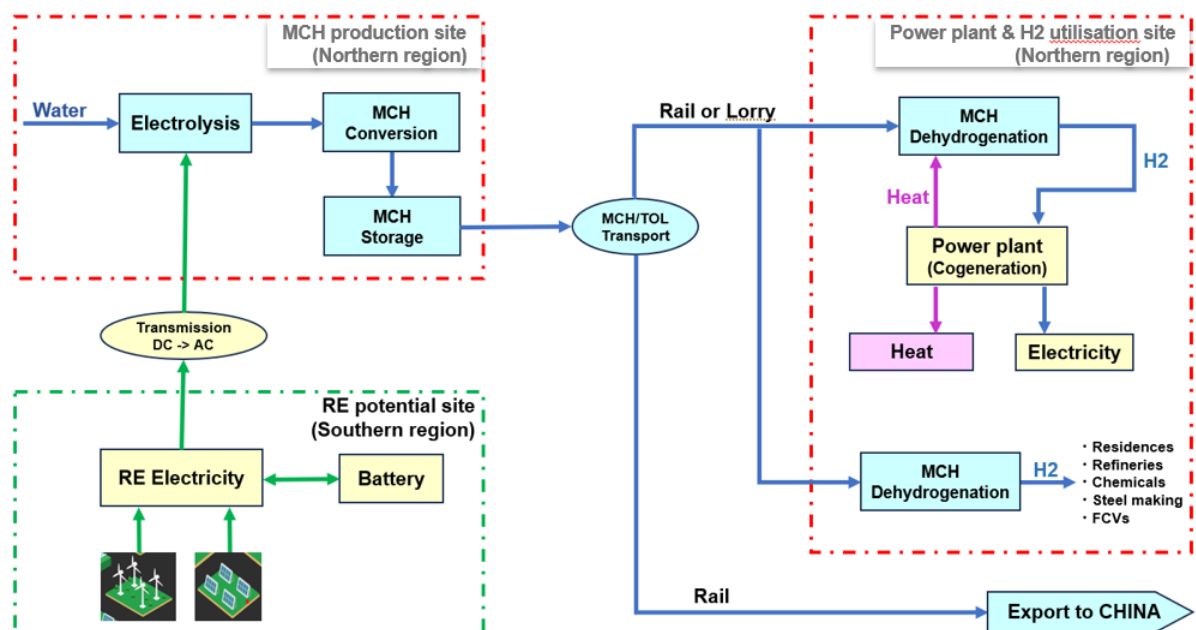 MCH production site
(Northern region)
Water
Electrolysis
MCH
Conversion
MCH
Storage
Transmission
DC -> AC
RE potential site
(Southern region)
RE Electricity
Battery
MCH/TOL
Transport
Rail or Lorry
Rail
Export to CHINA
Power plant & H2 utilisation site
(Northern region)
MCH
Dehydrogenation
H2
Heat
Power plant
(Cogeneration)
Heat
Electricity
MCH
Dehydrogenation
H2
・Residences
・Refineries
・Chemicals
・Steel making
・FCVs